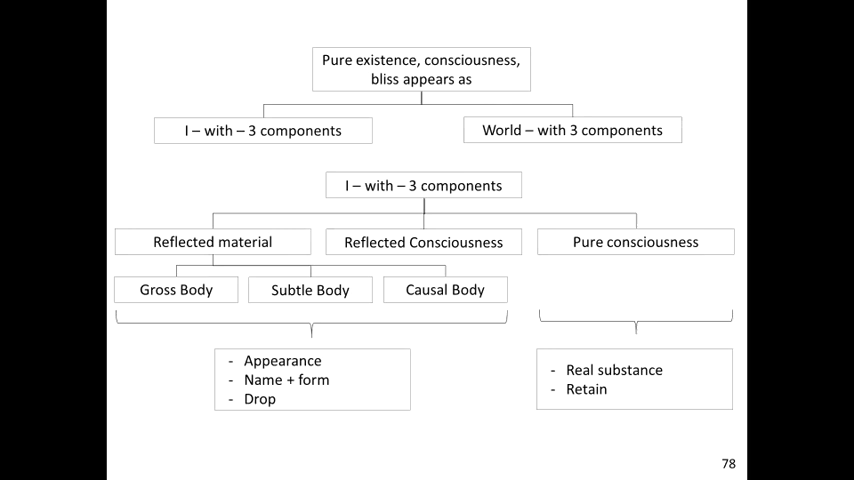 Pure existence, consciousness,
bliss appears as
I – with – 3 components
World – with 3 components
I – with – 3 components
Reflected material
Reflected Consciousness
Pure consciousness
Gross Body
Subtle Body
Causal Body
- Appearance
- Name + form
- Drop
- Real substance
- Retain
78